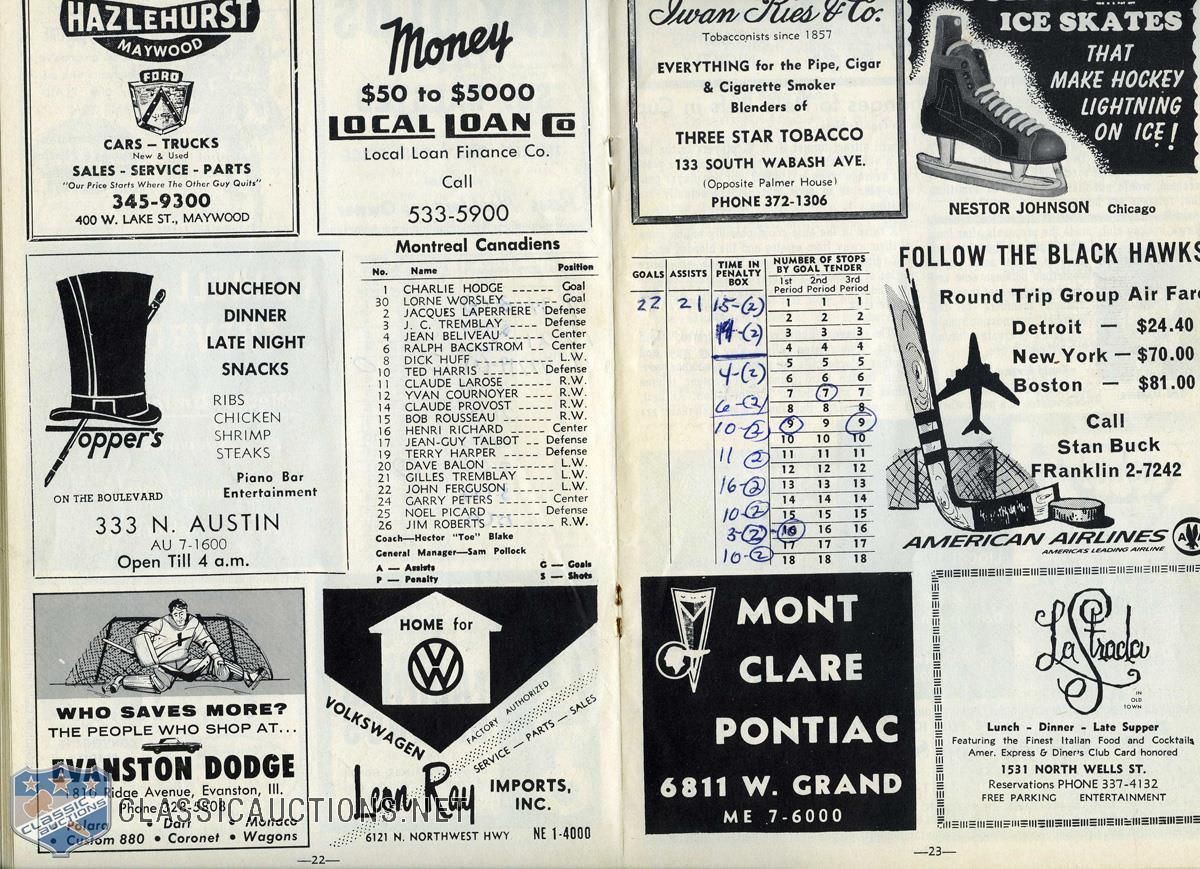 HAZLEHURST
MAYWOOD
FORD
CARS – TRUCKS
New & Used
SALES - SERVICE - PARTS
"Our Price Starts Where The Other Guy Quits"
345-9300
400 W. LAKE ST., MAYWOOD
Money
$50 to $5000
LOCAL LOAN CO
Local Loan Finance Co.
Call
533-5900
LUNCHEON
DINNER
LATE NIGHT
SNACKS
RIBS
CHICKEN
SHRIMP
STEAKS
Topper's
ON THE BOULEVARD
Piano Bar
Entertainment
333 N. AUSTIN
AU 7-1600
Open Till 4 a.m.
Montreal Canadiens
No. Name Position
1 CHARLIE HODGE Goal
30 LORNE WORSLEY Goal
2 JACQUES LAPERRIERE Defense
3 J. C. TREMBLAY Defense
4 JEAN BELIVEAU Center
6 RALPH BACKSTROM Center
8 DICK HUFF L.W.
10 TED HARRIS Defense
11 CLAUDE LAROSE R.W.
12 YVAN COURNOYER R.W.
14 CLAUDE PROVOST R.W.
15 BOB ROUSSEAU R.W.
16 HENRI RICHARD Center
17 JEAN-GUY TALBOT Defense
19 TERRY HARPER Defense
20 DAVE BALON L.W.
21 GILLES TREMBLAY L.W.
22 JOHN FERGUSON L.W.
24 GARRY PETERS Center
25 NOEL PICARD Defense
26 JIM ROBERTS R.W.
Coach—Hector "Toe" Blake
General Manager—Sam Pollock
A — Assists G — Goals
P — Penalty S — Shots
WHO SAVES MORE?
THE PEOPLE WHO SHOP AT...
EVANSTON DODGE
1810 Ridge Avenue, Evanston, Ill.
Phone 328-5808
• Polara • Dart • Monaco
• Custom 880 • Coronet • Wagons
HOME for
VW
VOLKSWAGEN
FACTORY AUTHORIZED
SERVICE — PARTS — SALES
Leon Ray
IMPORTS,
INC.
6121 N. NORTHWEST HWY NE 1-4000
—22—
CLASSIC AUCTIONS
CLASSICAUCTIONS.NET
Iwan Ries & Co.
Tobacconists since 1857
EVERYTHING for the Pipe, Cigar
& Cigarette Smoker
Blenders of
THREE STAR TOBACCO
133 SOUTH WABASH AVE.
(Opposite Palmer House)
PHONE 372-1306
ICE SKATES
THAT
MAKE HOCKEY
LIGHTNING
ON ICE!
NESTOR JOHNSON Chicago
GOALS ASSISTS TIME IN PENALTY BOX NUMBER OF STOPS BY GOAL TENDER
1st Period 2nd Period 3rd Period
22 21 15-(2) 1 1 1
2 2 2
14-(2) 3 3 3
4 4 4
5 5 5
4-(2) 6 6 6
7 7 7
6-(2) 8 8 8
10-2 9 9 9
10 10 10
11 (2) 11 11 11
12 12 12
16-(2) 13 13 13
14 14 14
10-(2) 15 15 15
3-(2) 16 16 16
17 17 17
10-(2) 18 18 18
FOLLOW THE BLACK HAWKS
Round Trip Group Air Fare
Detroit — $24.40
New York — $70.00
Boston — $81.00
Call
Stan Buck
FRanklin 2-7242
AMERICAN AIRLINES
AMERICA'S LEADING AIRLINE
MONT
CLARE
PONTIAC
6811 W. GRAND
ME 7-6000
La Strada
IN
OLD
TOWN
Lunch - Dinner - Late Supper
Featuring the Finest Italian Food and Cocktails
Amer. Express & Diner's Club Card honored
1531 NORTH WELLS ST.
Reservations PHONE 337-4132
FREE PARKING ENTERTAINMENT
—23—